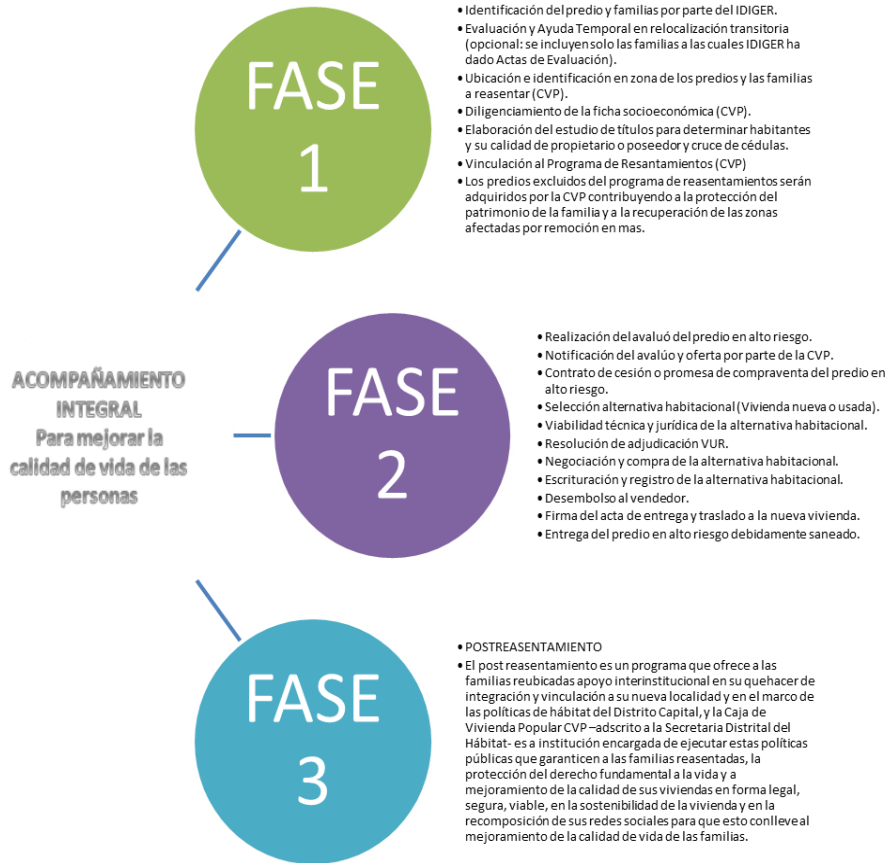 FASE
1
• Identificación del predio y familias por parte del IDIGER.
• Evaluación y Ayuda Temporal en relocalización transitoria
(opcional: se incluyen solo las familias a las cuales IDIGER ha
dado Actas de Evaluación).
• Ubicación e identificación en zona de los predios y las familias
a reasentar (CVP).
• Diligenciamiento de la ficha socioeconómica (CVP).
• Elaboración del estudio de títulos para determinar habitantes
y su calidad de propietario o poseedor y cruce de cédulas.
• Vinculación al Programa de Resantamientos (CVP)
• Los predios excluidos del programa de reasentamientos serán
adquiridos por la CVP contribuyendo a la protección del
patrimonio de la familia y a la recuperación de las zonas
afectadas por remoción en mas.
ACOMPAÑAMIENTO
INTEGRAL
Para mejorar la
calidad de vida de las
personas
FASE
2
• Realización del avaluó del predio en alto riesgo.
• Notificación del avalúo y oferta por parte de la CVP.
• Contrato de cesión o promesa de compraventa del predio en
alto riesgo.
• Selección alternativa habitacional (Vivienda nueva o usada).
• Viabilidad técnica y jurídica de la alternativa habitacional.
• Resolución de adjudicación VUR.
• Negociación y compra de la alternativa habitacional.
• Escrituración y registro de la alternativa habitacional.
• Desembolso al vendedor.
• Firma del acta de entrega y traslado a la nueva vivienda.
• Entrega del predio en alto riesgo debidamente saneado.
FASE
3
• POSTREASENTAMIENTO
• El post reasentamiento es un programa que ofrece a las
familias reubicadas apoyo interinstitucional en su quehacer de
integración y vinculación a su nueva localidad y en el marco de
las políticas de hábitat del Distrito Capital, y la Caja de
Vivienda Popular CVP –adscrito a la Secretaria Distrital del
Hábitat- es a institución encargada de ejecutar estas políticas
públicas que garanticen a las familias reasentadas, la
protección del derecho fundamental a la vida y a
mejoramiento de la calidad de sus viviendas en forma legal,
segura, viable, en la sostenibilidad de la vivienda y en la
recomposición de sus redes sociales para que esto conlleve al
mejoramiento de la calidad de vida de las familias.